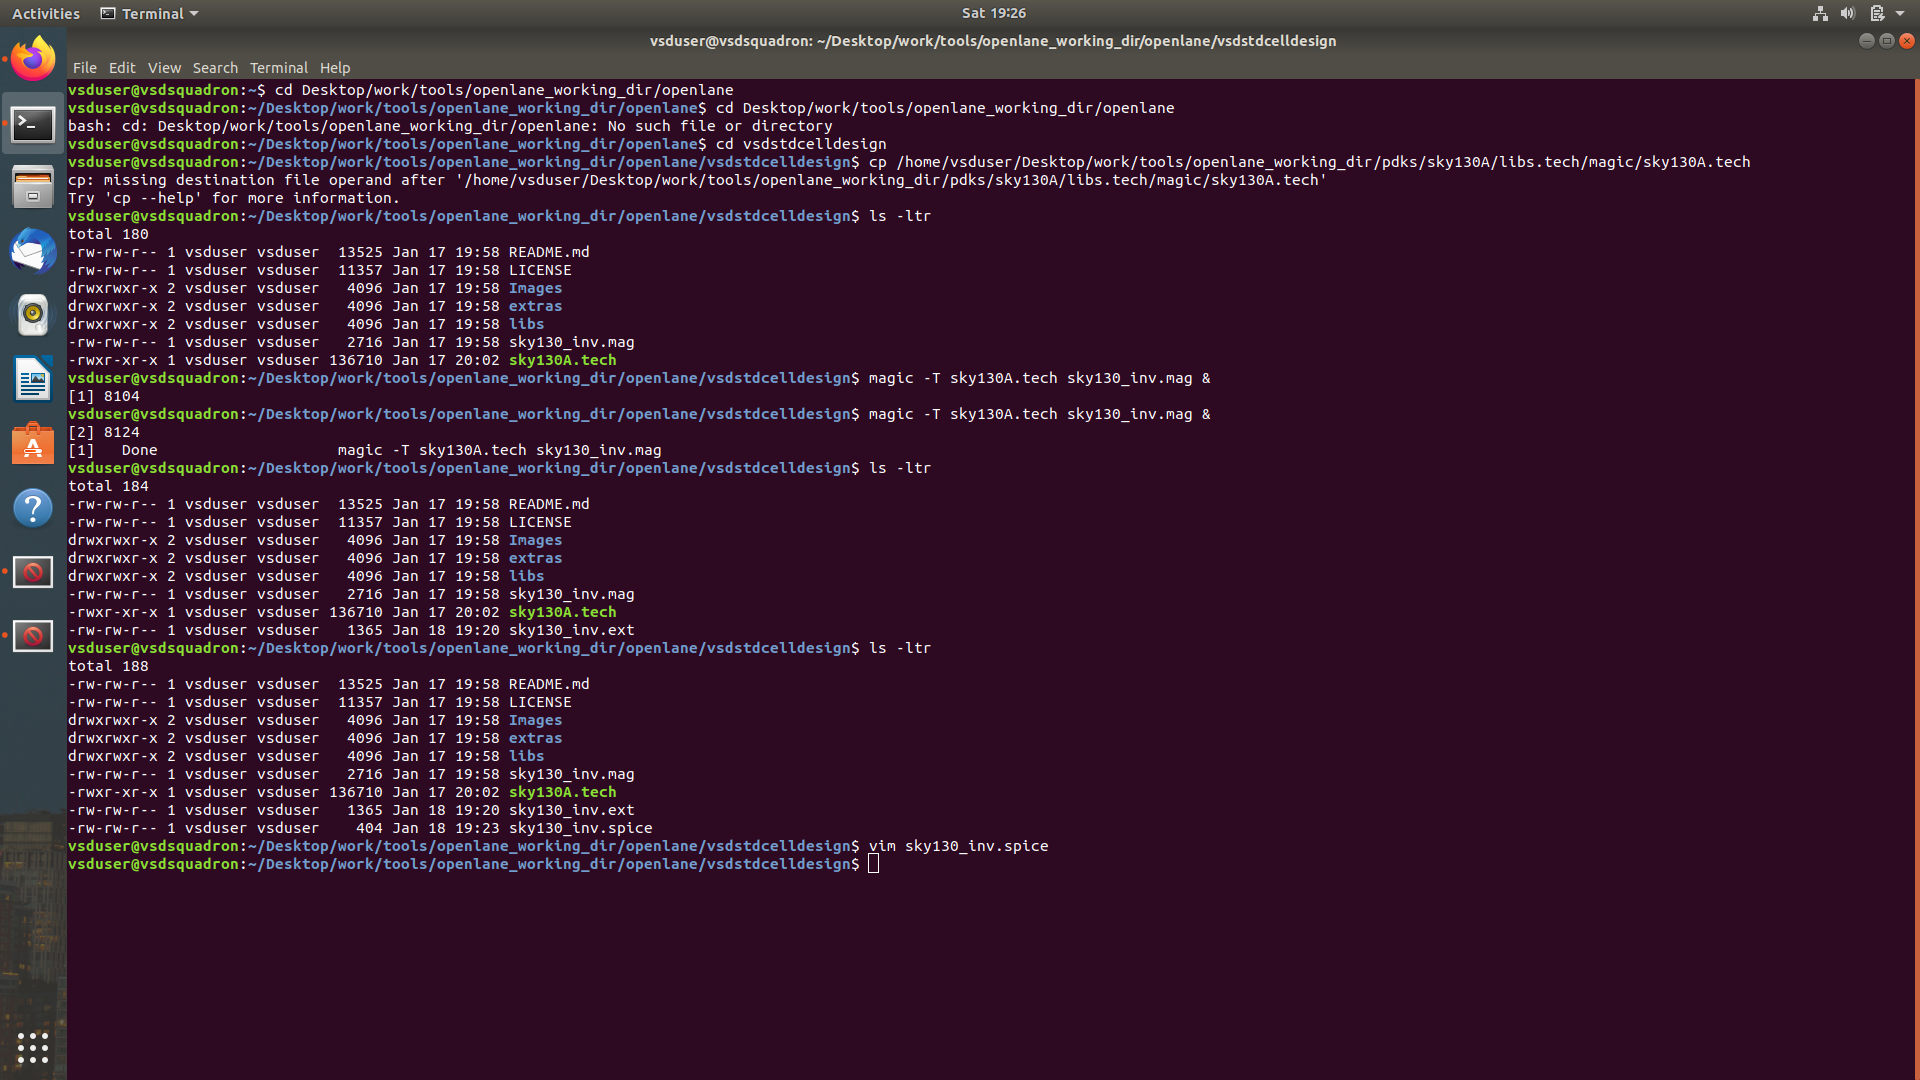 Activities Terminal Sat 19:26
vsduser@vsdsquadron: ~/Desktop/work/tools/openlane_working_dir/openlane/vsdstdcelldesign
File Edit View Search Terminal Help
vsduser@vsdsquadron:~$ cd Desktop/work/tools/openlane_working_dir/openlane
vsduser@vsdsquadron:~/Desktop/work/tools/openlane_working_dir/openlane$ cd Desktop/work/tools/openlane_working_dir/openlane
bash: cd: Desktop/work/tools/openlane_working_dir/openlane: No such file or directory
vsduser@vsdsquadron:~/Desktop/work/tools/openlane_working_dir/openlane$ cd vsdstdcelldesign
vsduser@vsdsquadron:~/Desktop/work/tools/openlane_working_dir/openlane/vsdstdcelldesign$ cp /home/vsduser/Desktop/work/tools/openlane_working_dir/pdks/sky130A/libs.tech/magic/sky130A.tech
cp: missing destination file operand after '/home/vsduser/Desktop/work/tools/openlane_working_dir/pdks/sky130A/libs.tech/magic/sky130A.tech'
Try 'cp --help' for more information.
vsduser@vsdsquadron:~/Desktop/work/tools/openlane_working_dir/openlane/vsdstdcelldesign$ ls -ltr
total 180
-rw-rw-r-- 1 vsduser vsduser  13525 Jan 17 19:58 README.md
-rw-rw-r-- 1 vsduser vsduser  11357 Jan 17 19:58 LICENSE
drwxrwxr-x 2 vsduser vsduser   4096 Jan 17 19:58 Images
drwxrwxr-x 2 vsduser vsduser   4096 Jan 17 19:58 extras
drwxrwxr-x 2 vsduser vsduser   4096 Jan 17 19:58 libs
-rw-rw-r-- 1 vsduser vsduser   2716 Jan 17 19:58 sky130_inv.mag
-rwxr-xr-x 1 vsduser vsduser 136710 Jan 17 20:02 sky130A.tech
vsduser@vsdsquadron:~/Desktop/work/tools/openlane_working_dir/openlane/vsdstdcelldesign$ magic -T sky130A.tech sky130_inv.mag &
[1] 8104
vsduser@vsdsquadron:~/Desktop/work/tools/openlane_working_dir/openlane/vsdstdcelldesign$ magic -T sky130A.tech sky130_inv.mag &
[2] 8124
[1]   Done                    magic -T sky130A.tech sky130_inv.mag
vsduser@vsdsquadron:~/Desktop/work/tools/openlane_working_dir/openlane/vsdstdcelldesign$ ls -ltr
total 184
-rw-rw-r-- 1 vsduser vsduser  13525 Jan 17 19:58 README.md
-rw-rw-r-- 1 vsduser vsduser  11357 Jan 17 19:58 LICENSE
drwxrwxr-x 2 vsduser vsduser   4096 Jan 17 19:58 Images
drwxrwxr-x 2 vsduser vsduser   4096 Jan 17 19:58 extras
drwxrwxr-x 2 vsduser vsduser   4096 Jan 17 19:58 libs
-rw-rw-r-- 1 vsduser vsduser   2716 Jan 17 19:58 sky130_inv.mag
-rwxr-xr-x 1 vsduser vsduser 136710 Jan 17 20:02 sky130A.tech
-rw-rw-r-- 1 vsduser vsduser   1365 Jan 18 19:20 sky130_inv.ext
vsduser@vsdsquadron:~/Desktop/work/tools/openlane_working_dir/openlane/vsdstdcelldesign$ ls -ltr
total 188
-rw-rw-r-- 1 vsduser vsduser  13525 Jan 17 19:58 README.md
-rw-rw-r-- 1 vsduser vsduser  11357 Jan 17 19:58 LICENSE
drwxrwxr-x 2 vsduser vsduser   4096 Jan 17 19:58 Images
drwxrwxr-x 2 vsduser vsduser   4096 Jan 17 19:58 extras
drwxrwxr-x 2 vsduser vsduser   4096 Jan 17 19:58 libs
-rw-rw-r-- 1 vsduser vsduser   2716 Jan 17 19:58 sky130_inv.mag
-rwxr-xr-x 1 vsduser vsduser 136710 Jan 17 20:02 sky130A.tech
-rw-rw-r-- 1 vsduser vsduser   1365 Jan 18 19:20 sky130_inv.ext
-rw-rw-r-- 1 vsduser vsduser    404 Jan 18 19:23 sky130_inv.spice
vsduser@vsdsquadron:~/Desktop/work/tools/openlane_working_dir/openlane/vsdstdcelldesign$ vim sky130_inv.spice
vsduser@vsdsquadron:~/Desktop/work/tools/openlane_working_dir/openlane/vsdstdcelldesign$